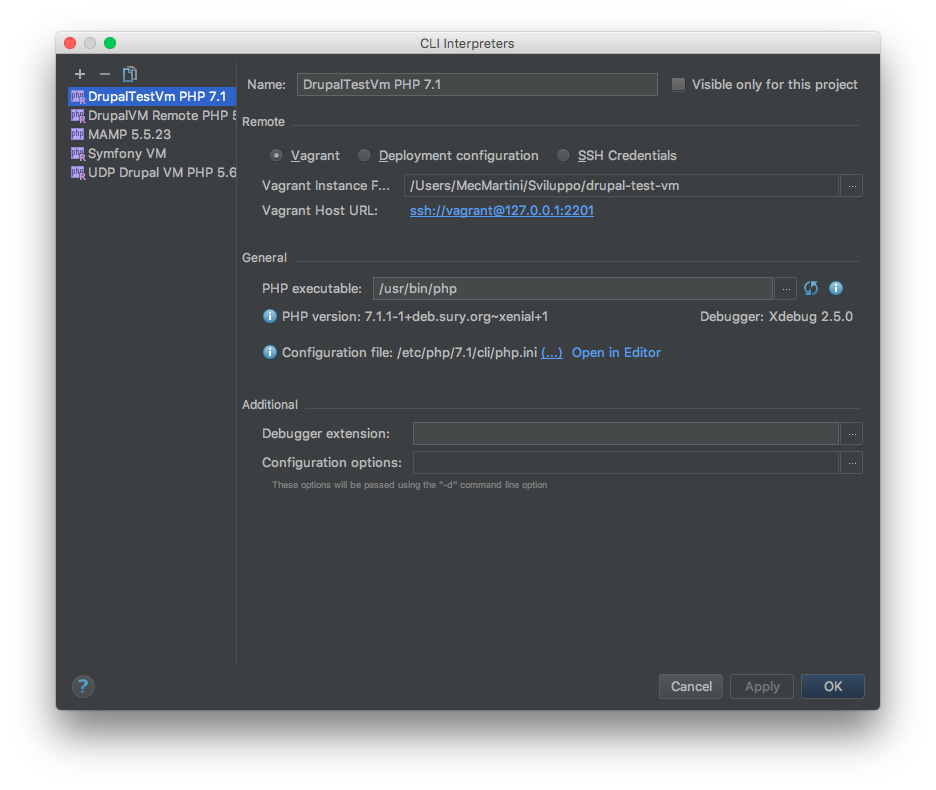 CLI Interpreters
DrupalTestVm PHP 7.1
DrupalVM Remote PHP
MAMP 5.5.23
Symfony VM
UDP Drupal VM PHP 5.6
Name: DrupalTestVm PHP 7.1 Visible only for this project
Remote
Vagrant Deployment configuration SSH Credentials
Vagrant Instance F... /Users/MecMartini/Sviluppo/drupal-test-vm ...
Vagrant Host URL: ssh://vagrant@127.0.0.1:2201
General
PHP executable: /usr/bin/php ...
PHP version: 7.1.1-1+deb.sury.org~xenial+1 Debugger: Xdebug 2.5.0
Configuration file: /etc/php/7.1/cli/php.ini (...) Open in Editor
Additional
Debugger extension: ...
Configuration options: ...
These options will be passed using the "-d" command line option
? Cancel Apply OK